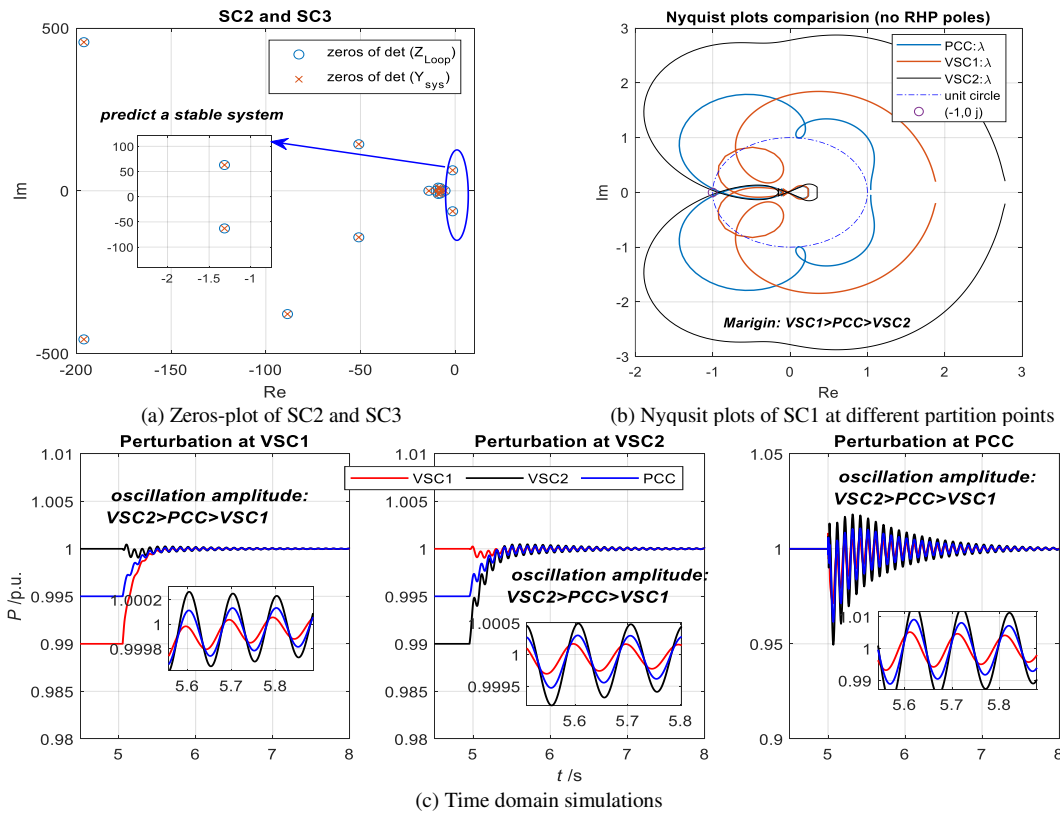 SC2 and SC3
500
0
-500
Im
-200
-150
-100
-50
0
Re
zeros of det (Z_Loop)
zeros of det (Y_sys)
predict a stable system
100
50
0
-50
-100
-2
-1.5
-1
(a) Zeros-plot of SC2 and SC3
Nyquist plots comparision (no RHP poles)
3
2
1
0
-1
-2
-3
Im
-2
-1
0
1
2
3
Re
PCC:λ
VSC1:λ
VSC2:λ
unit circle
(-1,0 j)
Marigin: VSC1>PCC>VSC2
(b) Nyqusit plots of SC1 at different partition points
Perturbation at VSC1
1.01
1.005
1
0.995
0.99
0.985
0.98
P /p.u.
5
6
7
8
oscillation amplitude:
VSC2>PCC>VSC1
1.0002
1
0.9998
5.6
5.7
5.8
Perturbation at VSC2
1.01
1.005
1
0.995
0.99
0.985
0.98
5
6
7
8
t /s
VSC1
VSC2
PCC
oscillation amplitude:
VSC2>PCC>VSC1
1.0005
1
0.9995
5.6
5.7
5.8
Perturbation at PCC
1.05
1
0.95
0.9
5
6
7
8
oscillation amplitude:
VSC2>PCC>VSC1
1.01
1
0.99
5.6
5.7
5.8
(c) Time domain simulations